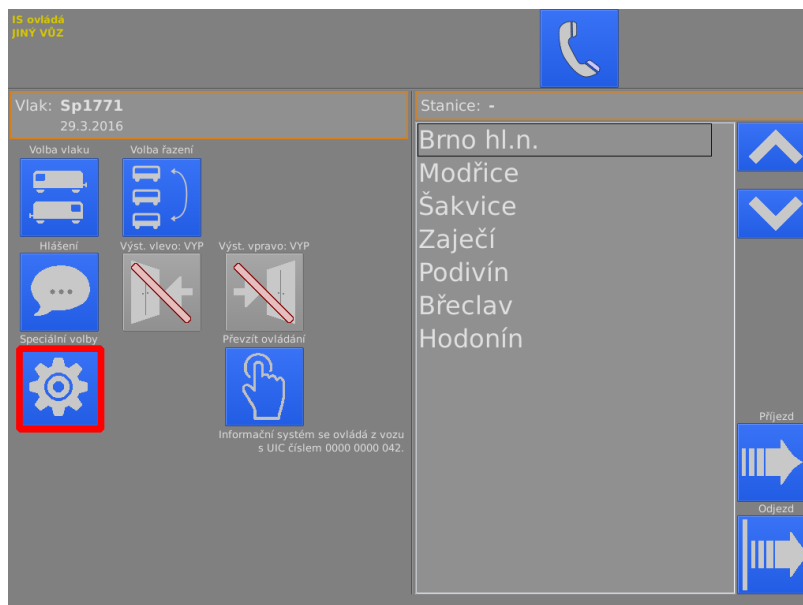 IS ovládá
JINÝ VŮZ
Vlak: Sp1771
29.3.2016
Volba vlaku
Volba řazení
Hlášení
Výst. vlevo: VYP
Výst. vpravo: VYP
Speciální volby
Převzít ovládání
Informační systém se ovládá z vozu
s UIC číslem 0000 0000 042.
Stanice: -
Brno hl.n.
Modřice
Šakvice
Zaječí
Podivín
Břeclav
Hodonín
Příjezd
Odjezd